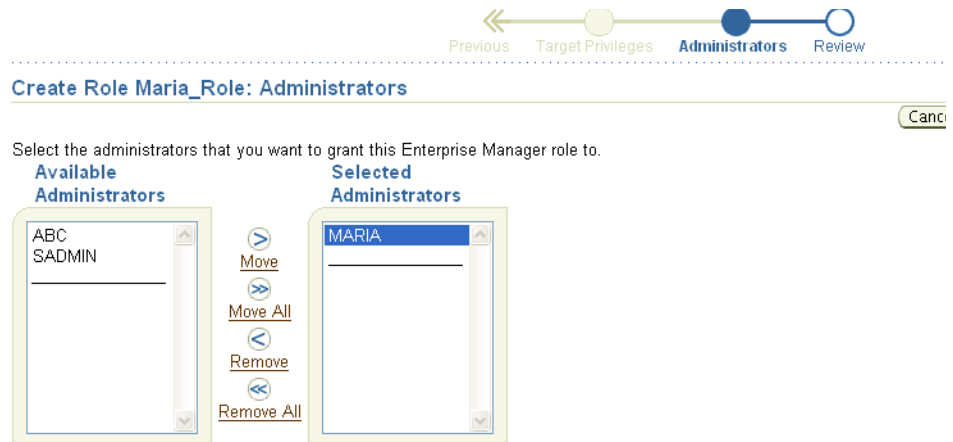 Previous Target Privileges Administrators Review
Create Role Maria_Role: Administrators
Select the administrators that you want to grant this Enterprise Manager role to.
Available
Administrators
Selected
Administrators
ABC
SADMIN
Move
Move All
Remove
Remove All
MARIA